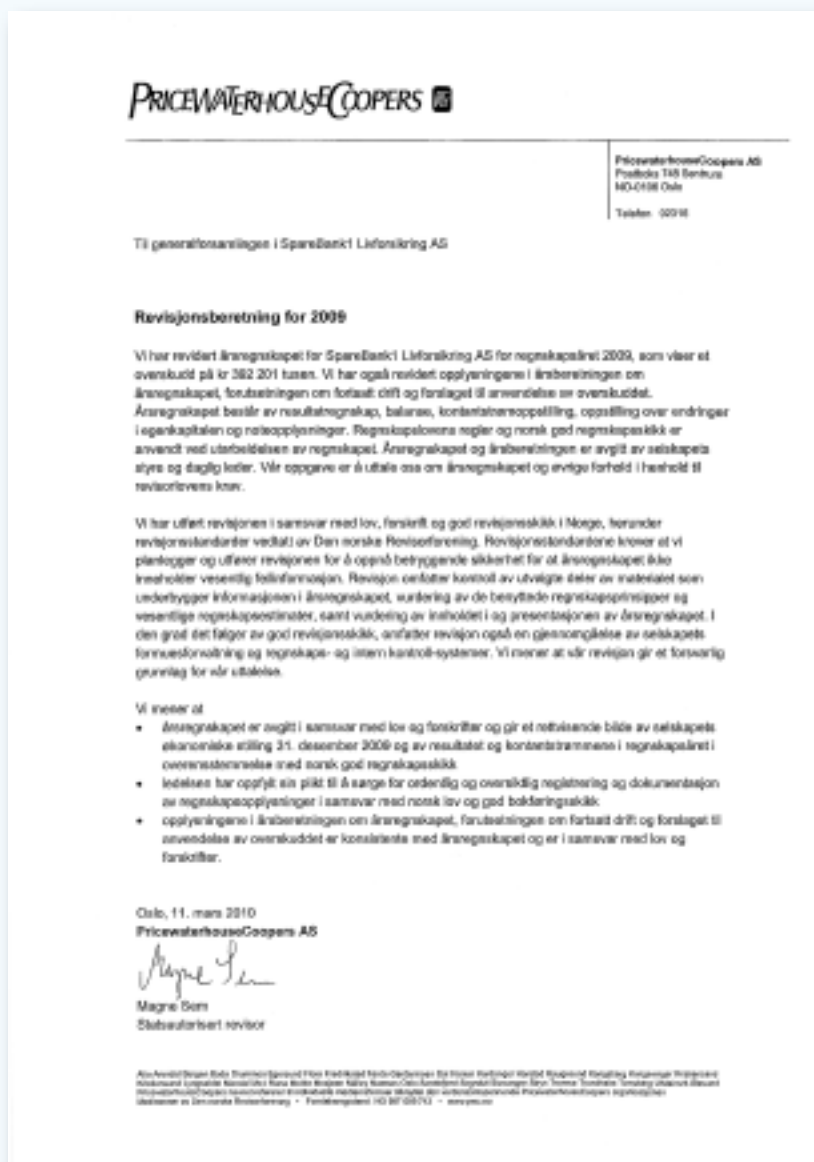 PRICEWATERHOUSECOOPERS
PricewaterhouseCoopers AS
Postboks 748 Sentrum
NO-0106 Oslo
Telefon 02316
Til generalforsamlingen i SpareBank1 Livforsikring AS
Revisjonsberetning for 2009
Vi har revidert årsregnskapet for SpareBank1 Livforsikring AS for regnskapsåret 2009, som viser et
overskudd på kr 392 201 tusen. Vi har også revidert opplysningene i årsberetningen om
årsregnskapet, forutsetningen om fortsatt drift og forslaget til anvendelse av overskuddet.
Årsregnskapet består av resultatregnskap, balanse, kontantstrømoppstilling, oppstilling over endringer
i egenkapitalen og noteopplysninger. Regnskapslovens regler og norsk god regnskapsskikk er
anvendt ved utarbeidelsen av regnskapet. Årsregnskapet og årsberetningen er avgitt av selskapets
styre og daglig leder. Vår oppgave er å uttale oss om årsregnskapet og øvrige forhold i henhold til
revisorlovens krav.
Vi har utført revisjonen i samsvar med lov, forskrift og god revisjonsskikk i Norge, herunder
revisjonsstandarder vedtatt av Den norske Revisorforening. Revisjonsstandardene krever at vi
planlegger og utfører revisjonen for å oppnå betryggende sikkerhet for at årsregnskapet ikke
inneholder vesentlig feilinformasjon. Revisjon omfatter kontroll av utvalgte deler av materialet som
underbygger informasjonen i årsregnskapet, vurdering av de benyttede regnskapsprinsipper og
vesentlige regnskapsestimater, samt vurdering av innholdet i og presentasjonen av årsregnskapet. I
den grad det følger av god revisjonsskikk, omfatter revisjon også en gjennomgåelse av selskapets
formuesforvaltning og regnskaps- og intern kontroll-systemer. Vi mener at vår revisjon gir et forsvarlig
grunnlag for vår uttalelse.
Vi mener at
• årsregnskapet er avgitt i samsvar med lov og forskrifter og gir et rettvisende bilde av selskapets
økonomiske stilling 31. desember 2009 og av resultatet og kontantstrømmene i regnskapsåret i
overensstemmelse med norsk god regnskapsskikk
• ledelsen har oppfylt sin plikt til å sørge for ordentlig og oversiktlig registrering og dokumentasjon
av regnskapsopplysninger i samsvar med norsk lov og god bokføringsskikk
• opplysningene i årsberetningen om årsregnskapet, forutsetningen om fortsatt drift og forslaget til
anvendelse av overskuddet er konsistente med årsregnskapet og er i samsvar med lov og
forskrifter.
Oslo, 11. mars 2010
PricewaterhouseCoopers AS
Magne Sem
Magne Sem
Statsautorisert revisor